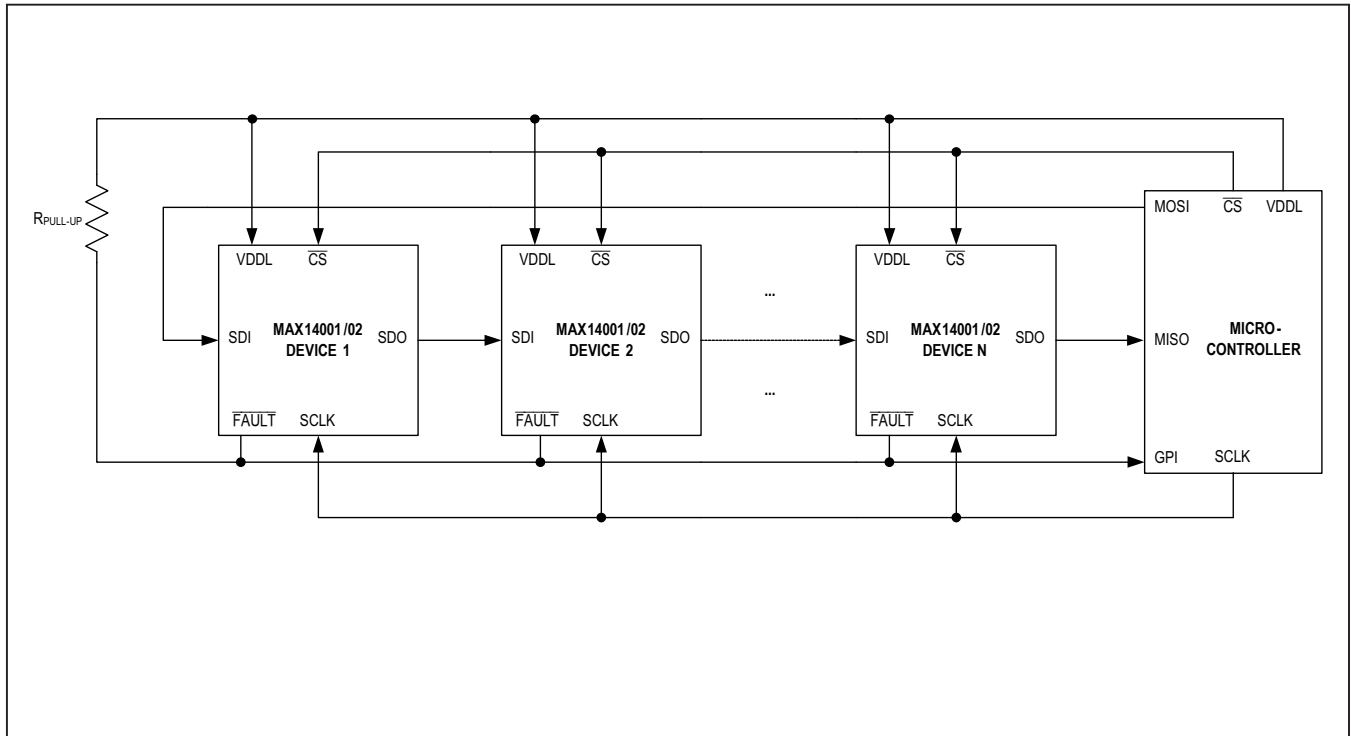 RPULL-UP
MOSI CS VDDL
VDDL CS
VDDL CS
VDDL CS
...
SDI MAX14001/02 SDO
DEVICE 1
SDI MAX14001/02 SDO
DEVICE 2
SDI MAX14001/02 SDO
DEVICE N
MISO MICRO-
CONTROLLER
...
FAULT SCLK
FAULT SCLK
FAULT SCLK
GPI SCLK